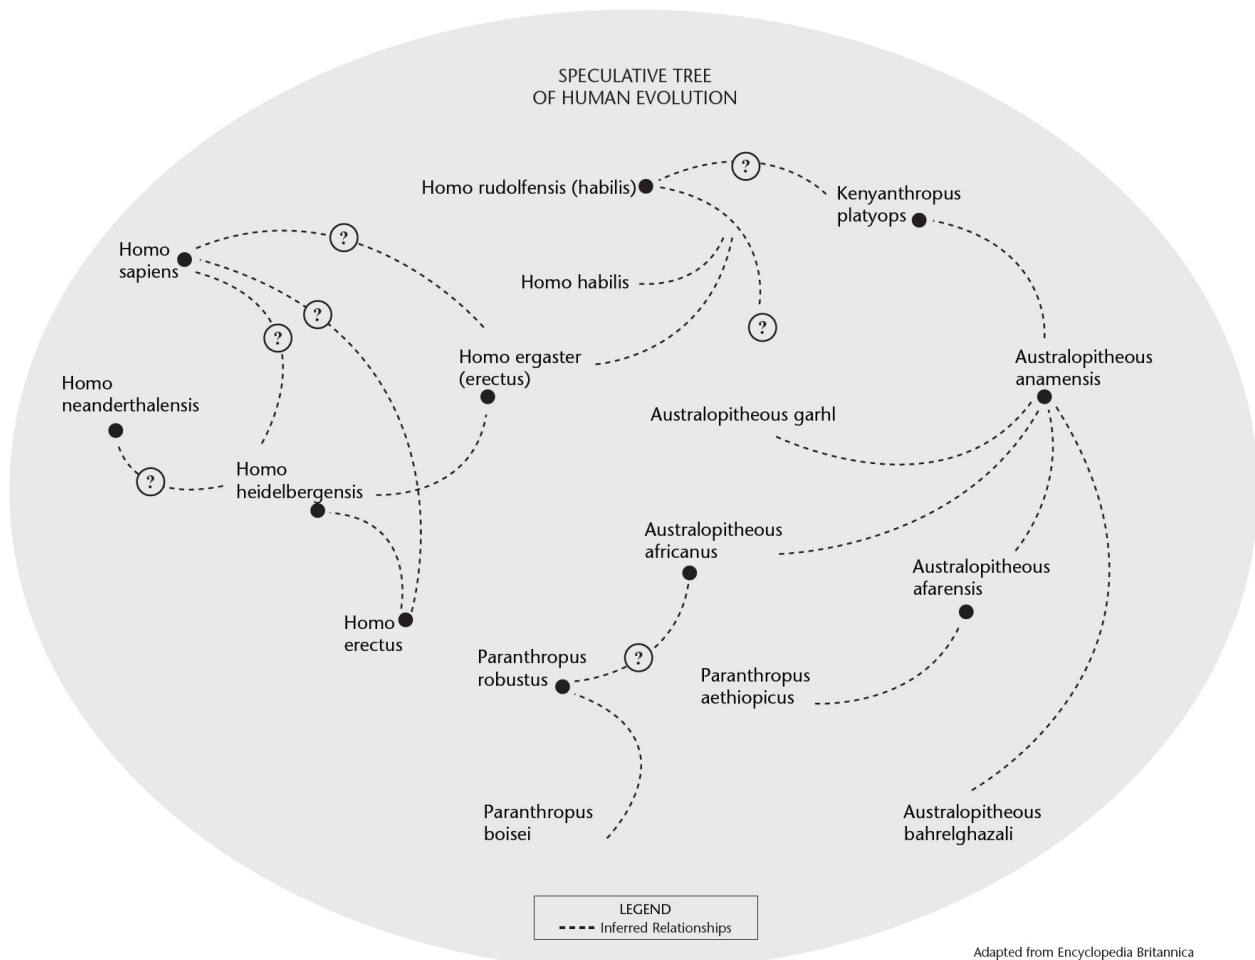 SPECULATIVE TREE
OF HUMAN EVOLUTION
?
Homo rudolfensis (habilis)
Kenyanthropus
platyops
?
Homo
sapiens
Homo habilis
?
?
?
Homo ergaster
(erectus)
Australopitheous
anamensis
Homo
neanderthalensis
Australopitheous garhl
Homo
heidelbergensis
?
Australopitheous
africanus
Australopitheous
afarensis
Homo
erectus
Paranthropus
robustus
?
Paranthropus
aethiopicus
Paranthropus
boisei
Australopitheous
bahrelghazali
LEGEND
Inferred Relationships
Adapted from Encyclopedia Britannica